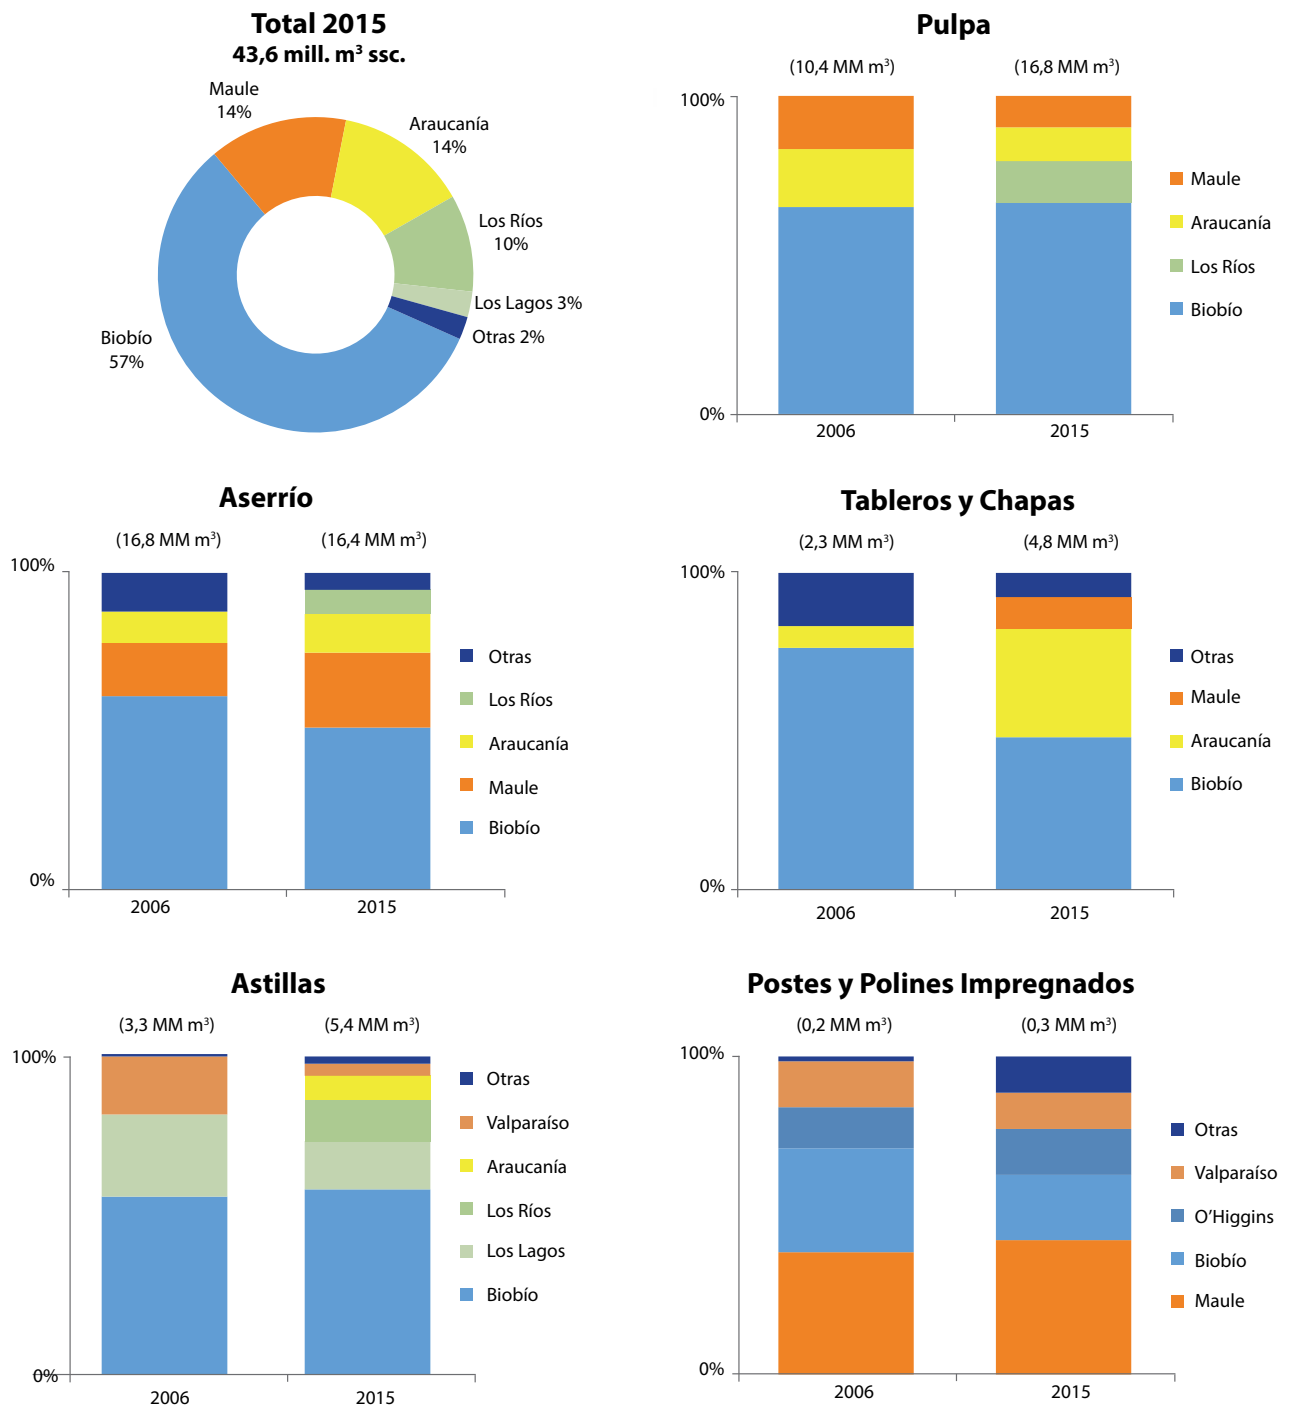 Total 2015
43,6 mill. m³ ssc.
Maule
14%
Araucanía
14%
Los Ríos
10%
Los Lagos 3%
Otras 2%
Biobío
57%
Pulpa
(10,4 MM m³)
(16,8 MM m³)
100%
0%
2006
2015
Maule
Araucanía
Los Ríos
Biobío
Aserrío
(16,8 MM m³)
(16,4 MM m³)
100%
0%
2006
2015
Otras
Los Ríos
Araucanía
Maule
Biobío
Tableros y Chapas
(2,3 MM m³)
(4,8 MM m³)
100%
0%
2006
2015
Otras
Maule
Araucanía
Biobío
Astillas
(3,3 MM m³)
(5,4 MM m³)
100%
0%
2006
2015
Otras
Valparaíso
Araucanía
Los Ríos
Los Lagos
Biobío
Postes y Polines Impregnados
(0,2 MM m³)
(0,3 MM m³)
100%
0%
2006
2015
Otras
Valparaíso
O'Higgins
Biobío
Maule